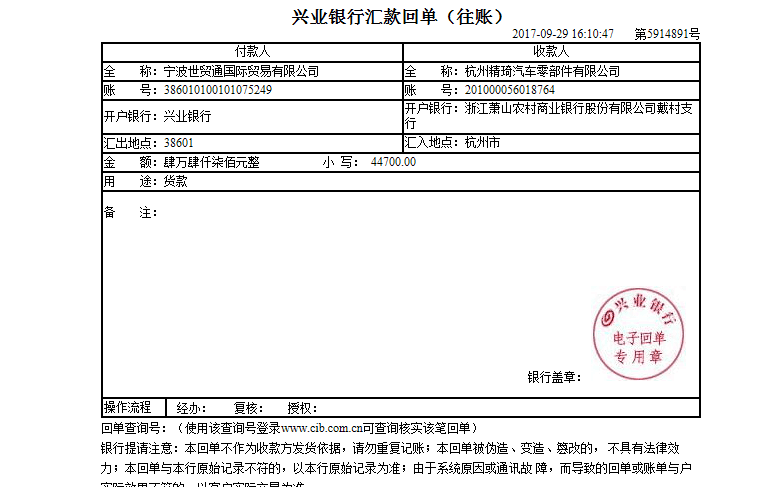 兴业银行汇款回单（往账）
2017-09-29 16:10:47 第5914891号
付款人 收款人
全 称：宁波世贸通国际贸易有限公司 全 称：杭州精琦汽车零部件有限公司
账 号：386010100101075249 账 号：201000056018764
开户银行：兴业银行 开户银行：浙江萧山农村商业银行股份有限公司戴村支
行
汇出地点：38601 汇入地点：杭州市
金 额：肆万肆仟柒佰元整 小 写： 44700.00
用 途：货款
备 注：
兴业银行
电子回单
专用章
银行盖章：
操作流程 经办： 复核： 授权：
回单查询号：（使用该查询号登录www.cib.com.cn可查询核实该笔回单）
银行提请注意：本回单不作为收款方发货依据，请勿重复记账；本回单被伪造、变造、篡改的，不具有法律效
力；本回单与本行原始记录不符的，以本行原始记录为准；由于系统原因或通讯故 障，而导致的回单或账单与户